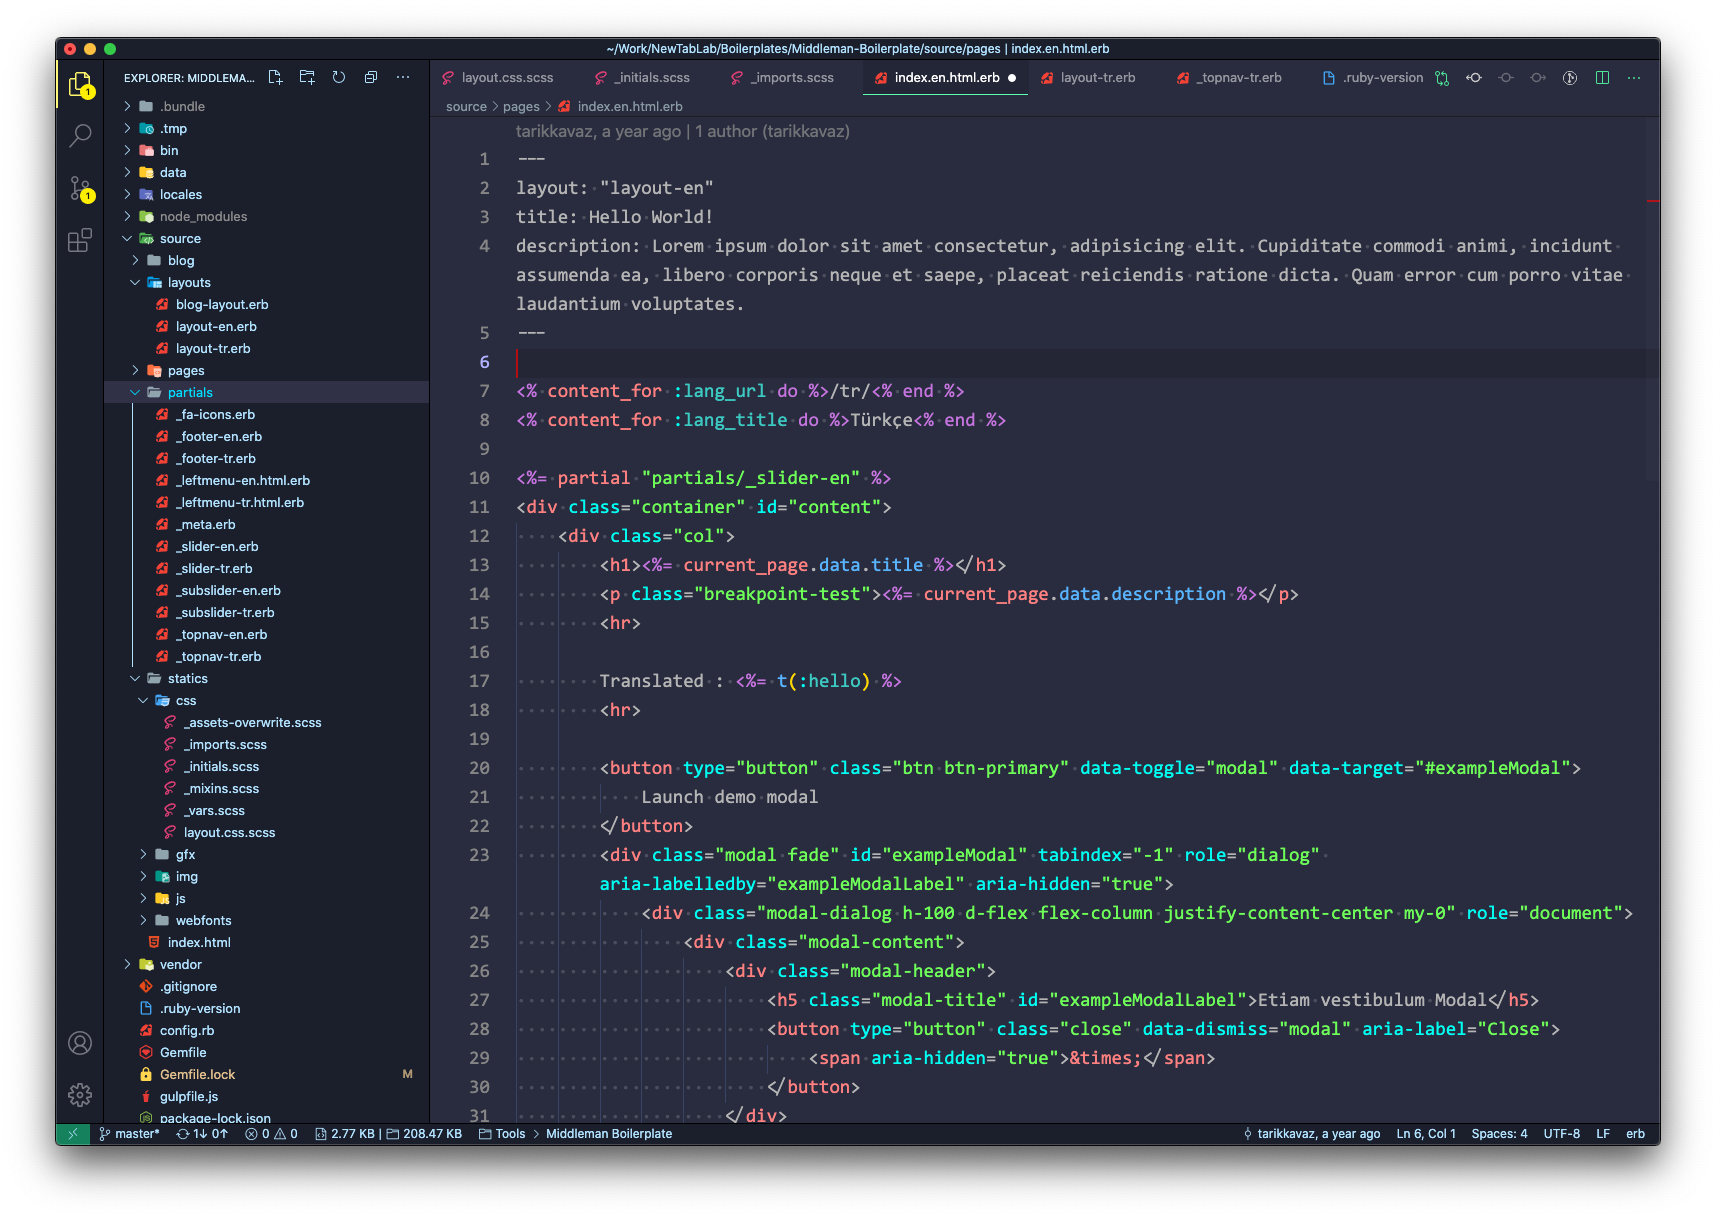 ~/Work/NewTabLab/Boilerplates/Middleman-Boilerplate/source/pages | index.en.html.erb
1
1
EXPLORER: MIDDLEMA...
.bundle
.tmp
bin
data
locales
node_modules
source
blog
layouts
blog-layout.erb
layout-en.erb
layout-tr.erb
pages
partials
_fa-icons.erb
_footer-en.erb
_footer-tr.erb
_leftmenu-en.html.erb
_leftmenu-tr.html.erb
_meta.erb
_slider-en.erb
_slider-tr.erb
_subslider-en.erb
_subslider-tr.erb
_topnav-en.erb
_topnav-tr.erb
statics
css
_assets-overwrite.scss
_imports.scss
_initials.scss
_mixins.scss
_vars.scss
layout.css.scss
gfx
img
js
webfonts
index.html
vendor
.gitignore
.ruby-version
config.rb
Gemfile
Gemfile.lock M
gulpfile.js
package-lock.json
layout.css.scss _initials.scss _imports.scss index.en.html.erb layout-tr.erb _topnav-tr.erb .ruby-version
source > pages > index.en.html.erb
tarikkavaz, a year ago | 1 author (tarikkavaz)
1 ---
2 layout: "layout-en"
3 title: Hello World!
4 description: Lorem ipsum dolor sit amet consectetur, adipisicing elit. Cupiditate commodi animi, incidunt
assumenda ea, libero corporis neque et saepe, placeat reiciendis ratione dicta. Quam error cum porro vitae
laudantium voluptates.
5 ---
6
7 <% content_for :lang_url do %>/tr/<% end %>
8 <% content_for :lang_title do %>Türkçe<% end %>
9
10 <%= partial "partials/_slider-en" %>
11 <div class="container" id="content">
12 <div class="col">
13 <h1><%= current_page.data.title %></h1>
14 <p class="breakpoint-test"><%= current_page.data.description %></p>
15 <hr>
16
17 Translated : <%= t(:hello) %>
18 <hr>
19
20 <button type="button" class="btn btn-primary" data-toggle="modal" data-target="#exampleModal">
21 Launch demo modal
22 </button>
23 <div class="modal fade" id="exampleModal" tabindex="-1" role="dialog"
aria-labelledby="exampleModalLabel" aria-hidden="true">
24 <div class="modal-dialog h-100 d-flex flex-column justify-content-center my-0" role="document">
25 <div class="modal-content">
26 <div class="modal-header">
27 <h5 class="modal-title" id="exampleModalLabel">Etiam vestibulum Modal</h5>
28 <button type="button" class="close" data-dismiss="modal" aria-label="Close">
29 <span aria-hidden="true">&times;</span>
30 </button>
31 </div>
master* 1↓ 0↑ 0 0 2.77 KB | 208.47 KB Tools > Middleman Boilerplate tarikkavaz, a year ago Ln 6, Col 1 Spaces: 4 UTF-8 LF erb